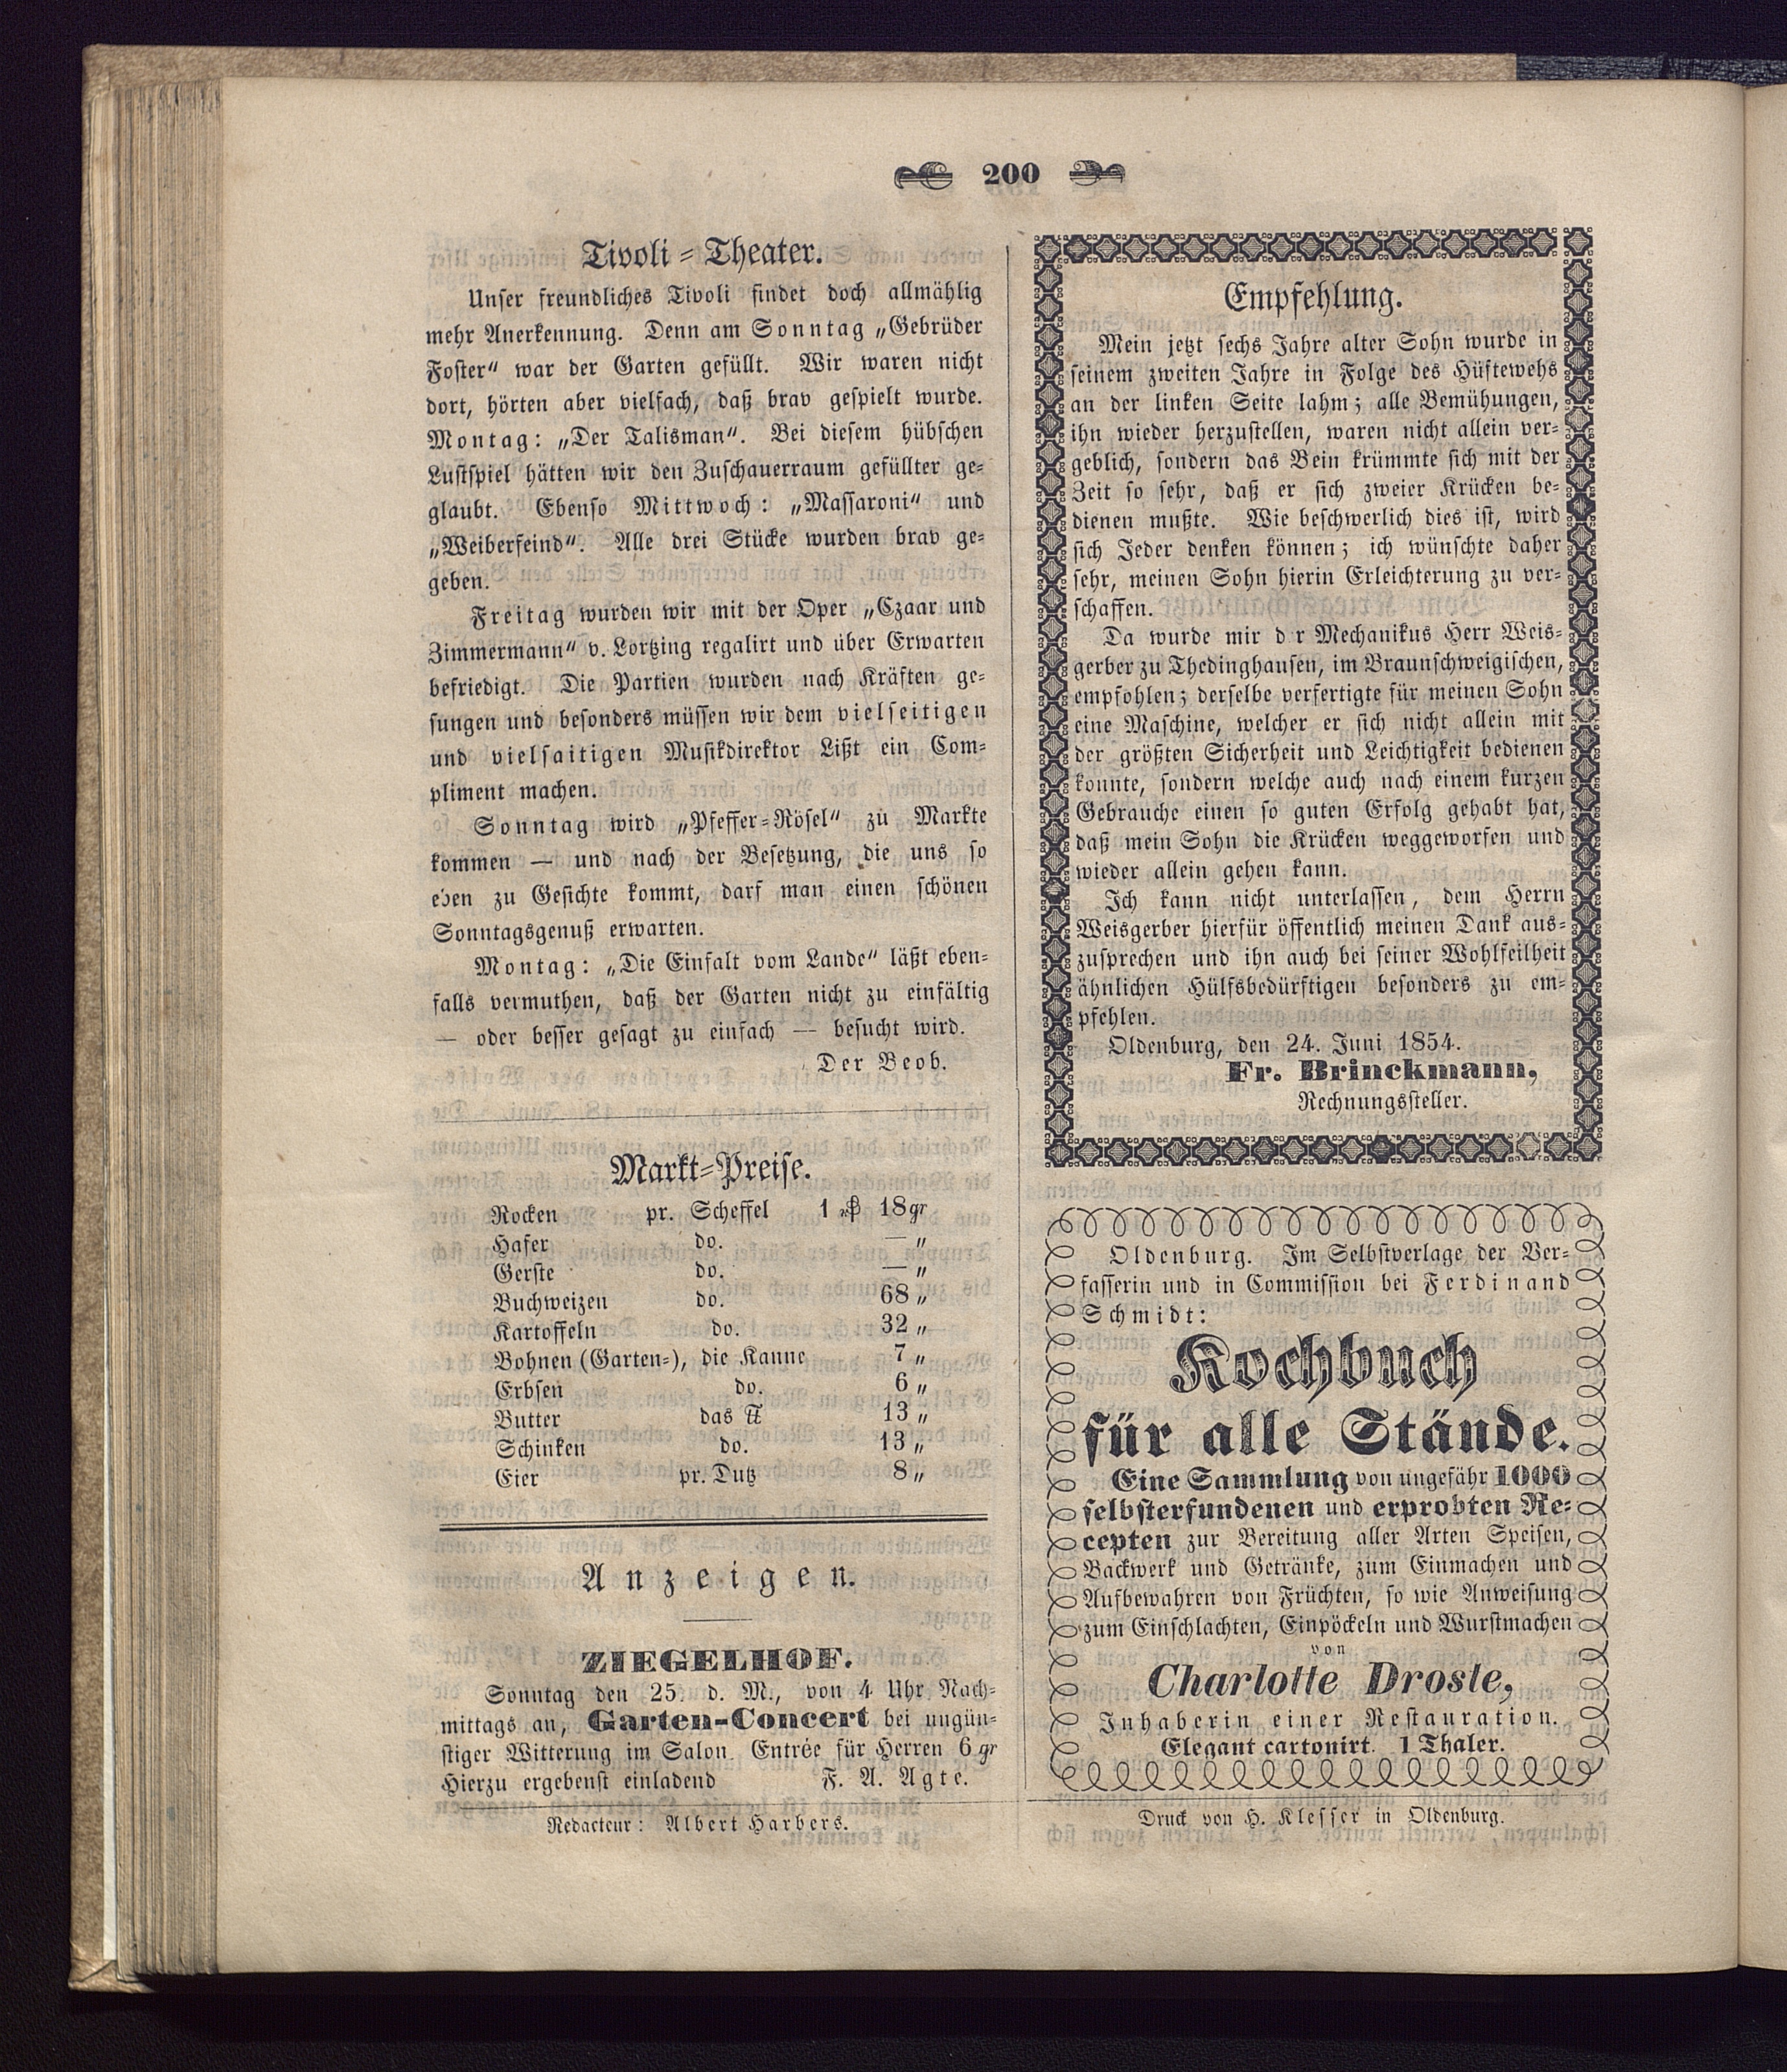 200
Tivoli-Theater.
Unser freundliches Tivoli findet doch allmählig
mehr Anerkennung. Denn am Sonntag „Gebrüder
Foster“ war der Garten gefüllt. Wir waren nicht
dort, hörten aber vielfach, daß brav gespielt wurde.
Montag: „Der Talisman“. Bei diesem hübschen
Lustspiel hätten wir den Zuschauerraum gefüllter ge-
glaubt. Ebenso Mittwoch: „Massaroni“ und
„Weiberfeind“. Alle drei Stücke wurden brav ge-
geben.
Freitag wurden wir mit der Oper „Czaar und
Zimmermann“ v. Lortzing regalirt und über Erwarten
befriedigt. Die Partien wurden nach Kräften ge-
sungen und besonders müssen wir dem vielseitigen
und vielsaitigen Musikdirektor Lißt ein Com-
pliment machen.
Sonntag wird „Pfeffer-Rösel“ zu Markte
kommen — und nach der Besetzung, die uns so
eben zu Gesichte kommt, darf man einen schönen
Sonntagsgenuß erwarten.
Montag: „Die Einfalt vom Lande“ läßt eben-
falls vermuthen, daß der Garten nicht zu einfältig
— oder besser gesagt zu einfach — besucht wird.
Der Beob.
Markt-Preise.
Rocken pr. Scheffel 1 ₰ 18 gr
Hafer do. — „
Gerste do. — „
Buchweizen do. 68 „
Kartoffeln do. 32 „
Bohnen (Garten-), die Kanne 7 „
Erbsen do. 6 „
Butter das ℔ 13 „
Schinken do. 13 „
Eier pr. Dutz 8 „
Anzeigen.
ZIEGELHOF.
Sonntag den 25. d. M., von 4 Uhr Nach-
mittags an, Garten-Concert bei ungün-
stiger Witterung im Salon. Entrée für Herren 6 gr
Hierzu ergebenst einladend F. A. Agte.
Redacteur: Albert Harbers.
Empfehlung.
Mein jetzt sechs Jahre alter Sohn wurde in
seinem zweiten Jahre in Folge des Hüftewehs
an der linken Seite lahm; alle Bemühungen,
ihn wieder herzustellen, waren nicht allein ver-
geblich, sondern das Bein krümmte sich mit der
Zeit so sehr, daß er sich zweier Krücken be-
dienen mußte. Wie beschwerlich dies ist, wird
sich Jeder denken können; ich wünschte daher
sehr, meinen Sohn hierin Erleichterung zu ver-
schaffen.
Da wurde mir d r Mechanikus Herr Weis-
gerber zu Thedinghausen, im Braunschweigischen,
empfohlen; derselbe verfertigte für meinen Sohn
eine Maschine, welcher er sich nicht allein mit
der größten Sicherheit und Leichtigkeit bedienen
konnte, sondern welche auch nach einem kurzen
Gebrauche einen so guten Erfolg gehabt hat,
daß mein Sohn die Krücken weggeworfen und
wieder allein gehen kann.
Ich kann nicht unterlassen, dem Herrn
Weisgerber hierfür öffentlich meinen Dank aus-
zusprechen und ihn auch bei seiner Wohlfeilheit
ähnlichen Hülfsbedürftigen besonders zu em-
pfehlen.
Oldenburg, den 24. Juni 1854.
Fr. Brinckmann,
Rechnungssteller.
Oldenburg. Im Selbstverlage der Ver-
fasserin und in Commission bei Ferdinand
Schmidt:
Kochbuch
für alle Stände.
Eine Sammlung von ungefähr 1000
selbsterfundenen und erprobten Re-
cepten zur Bereitung aller Arten Speisen,
Backwerk und Getränke, zum Einmachen und
Aufbewahren von Früchten, so wie Anweisung
zum Einschlachten, Einpöckeln und Wurstmachen
von
Charlotte Droste,
Inhaberin einer Restauration.
Elegant cartonirt. 1 Thaler.
Druck von H. Klesser in Oldenburg.